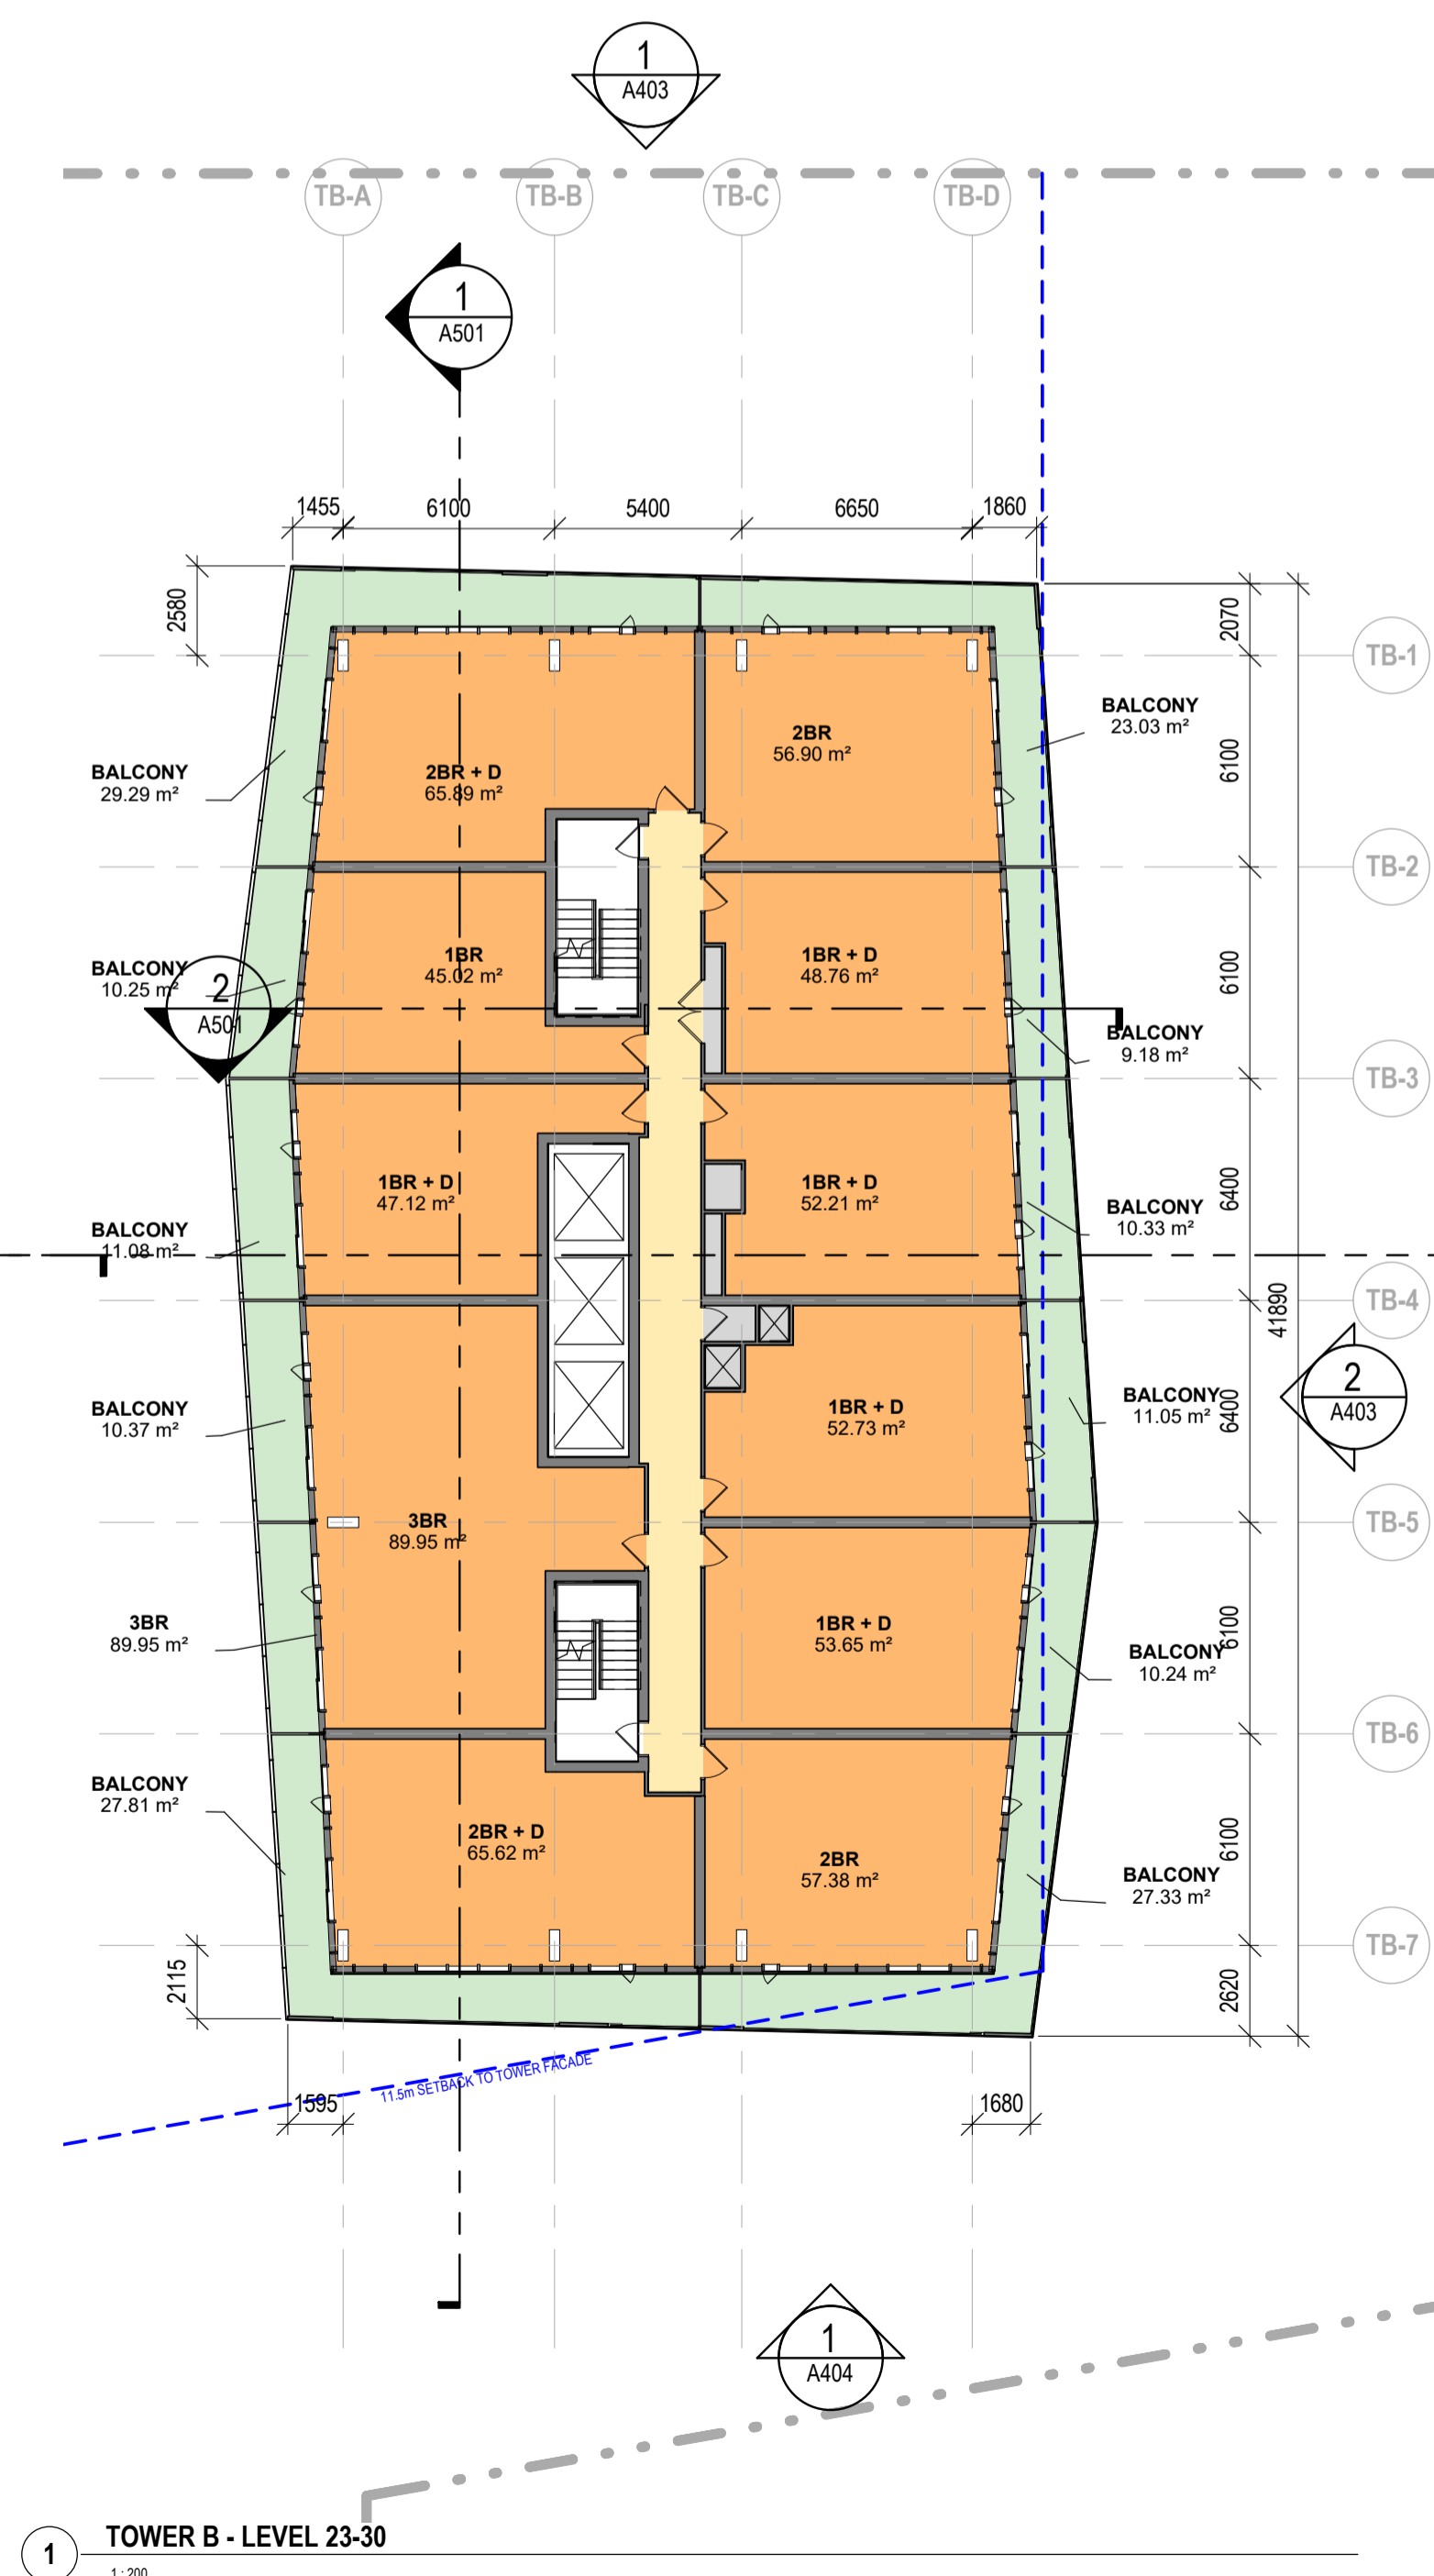 1
A403
TB-A
TB-B
TB-C
TB-D
1
A501
1455
6100
5400
6650
1860
2580
2070
TB-1
BALCONY
23.03 m²
2BR
56.90 m²
6100
BALCONY
29.29 m²
2BR + D
65.89 m²
TB-2
1BR
45.02 m²
1BR + D
48.76 m²
6100
BALCONY
10.25 m²
2
A501
BALCONY
9.18 m²
TB-3
1BR + D
47.12 m²
1BR + D
52.21 m²
6400
BALCONY
10.33 m²
BALCONY
11.08 m²
TB-4
41890
2
A403
BALCONY
10.37 m²
1BR + D
52.73 m²
BALCONY
11.05 m²
6400
3BR
89.95 m²
TB-5
3BR
89.95 m²
1BR + D
53.65 m²
6100
BALCONY
10.24 m²
TB-6
BALCONY
27.81 m²
2BR + D
65.62 m²
2BR
57.38 m²
6100
BALCONY
27.33 m²
TB-7
2115
2620
11.5m SETBACK TO TOWER FACADE
1595
1680
1
A404
1
TOWER B - LEVEL 23-30
1 : 200